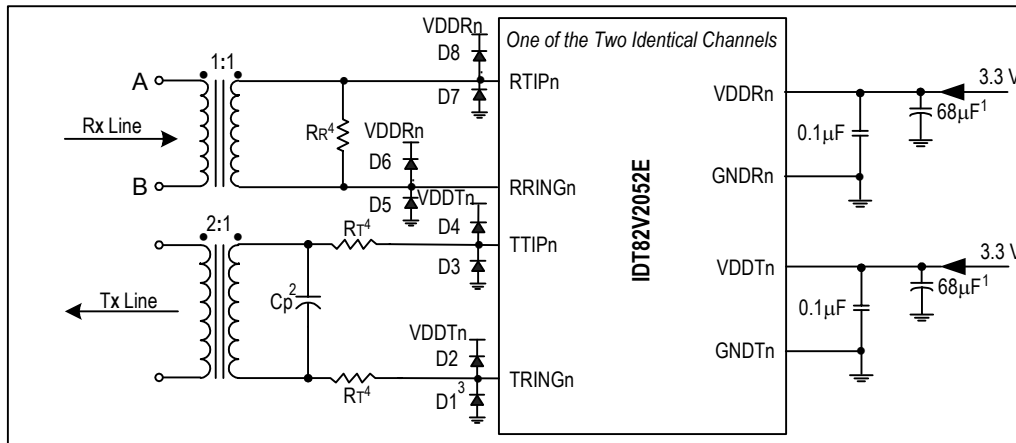 One of the Two Identical Channels
VDDRn
D8
1:1
A
RTIPn
D7
VDDRn
3.3 V
68μF1
Rx Line
RR4
VDDRn
D6
0.1μF
B
RRINGn
GNDRn
D5
VDDTn
2:1
RT4
D4
TTIPn
D3
IDT82V2052E
VDDTn
3.3 V
68μF1
Tx Line
Cp2
0.1μF
VDDTn
D2
GNDTn
RT4
TRINGn
D13